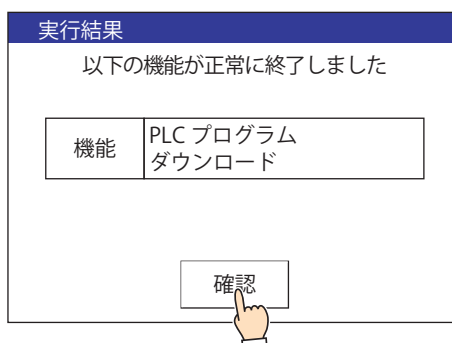 実行結果
以下の機能が正常に終了しました
機能
PLC プログラム
ダウンロード
確認